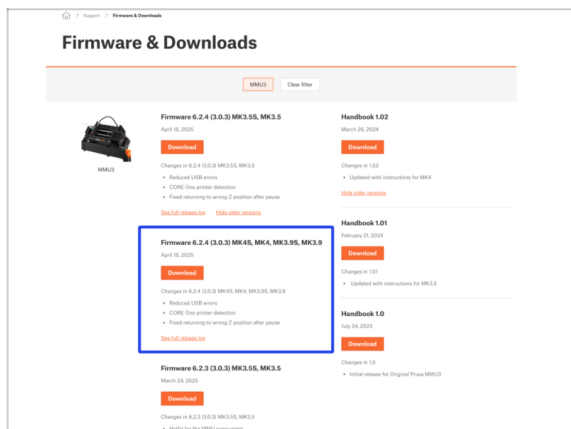 Support
Firmware & Downloads
Firmware & Downloads
MMU3
Clear filter
MMU3
Firmware 6.2.4 (3.0.3) MK3.5S, MK3.5
April 15, 2025
Download
Changes in 6.2.4 (3.0.3) MK3.5S, MK3.5
Reduced USB errors
CORE One printer detection
Fixed returning to wrong Z position after pause
See full release log
Hide older versions
Firmware 6.2.4 (3.0.3) MK4S, MK4, MK3.9S, MK3.9
April 15, 2025
Download
Changes in 6.2.4 (3.0.3) MK4S, MK4, MK3.9S, MK3.9
Reduced USB errors
CORE One printer detection
Fixed returning to wrong Z position after pause
See full release log
Firmware 6.2.3 (3.0.3) MK3.5S, MK3.5
March 24, 2025
Download
Changes in 6.2.3 (3.0.3) MK3.5S, MK3.5
Handbook 1.02
March 26, 2024
Download
Changes in 1.02
Updated with instructions for MK4
Hide older versions
Handbook 1.01
February 21, 2024
Download
Changes in 1.01
Updated with instructions for MK3.5
Handbook 1.0
July 24, 2023
Download
Changes in 1.0
Initial release for Original Prusa MMU3